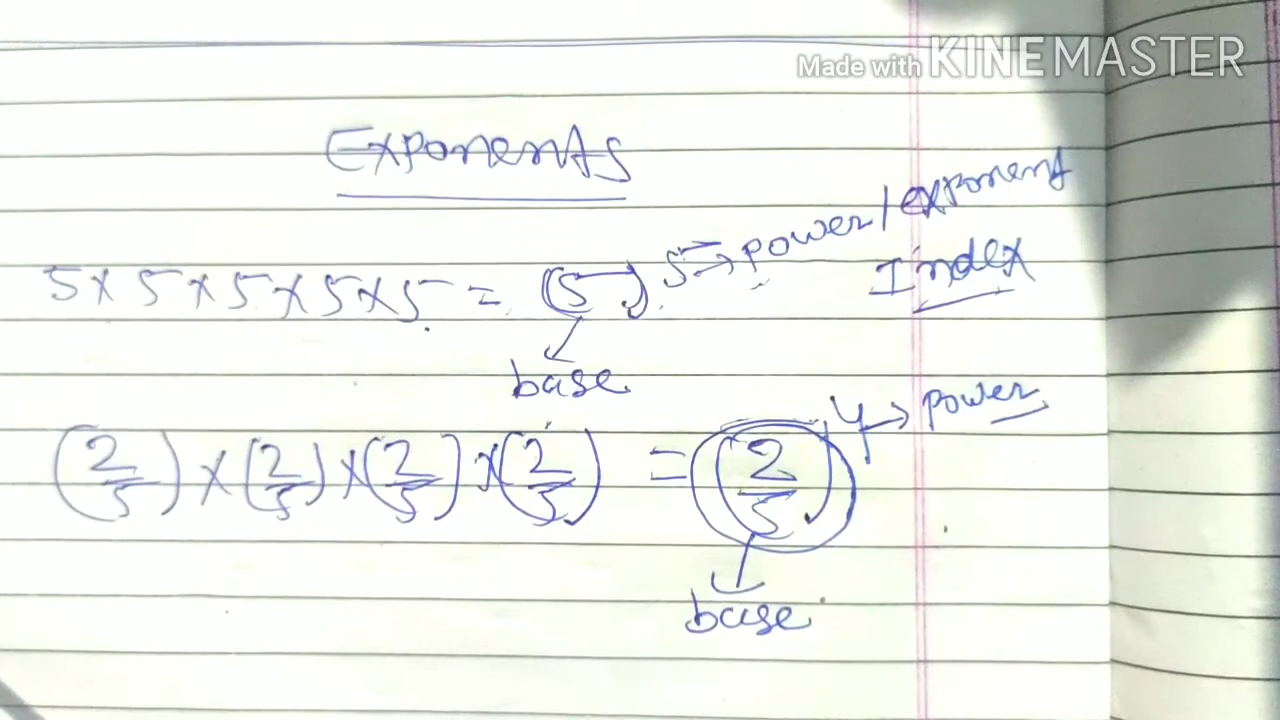 Made with KINEMASTER
Exponents
5 × 5 × 5 × 5 × 5 = (5)⁵ → power/exponent
Index
base
(2/5) × (2/5) × (2/5) × (2/5) = (2/5)⁴ → power
base